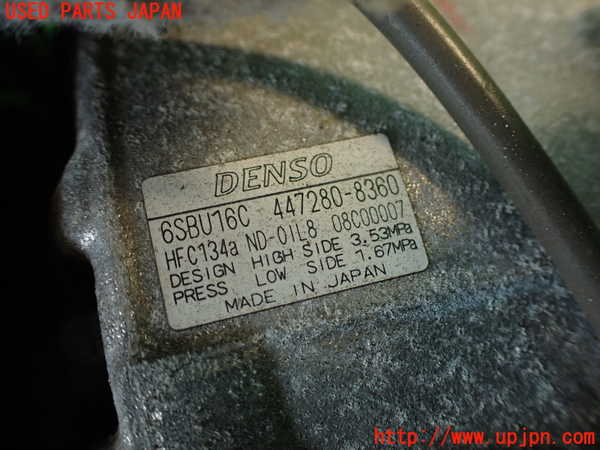 USED PARTS JAPAN
DENSO
6SBU16C 447280-8360
HFC134a ND-OIL8 08C00007
DESIGN HIGH SIDE 3.53MPa
PRESS LOW SIDE 1.67MPa
MADE IN JAPAN
http://www.upjpn.com/